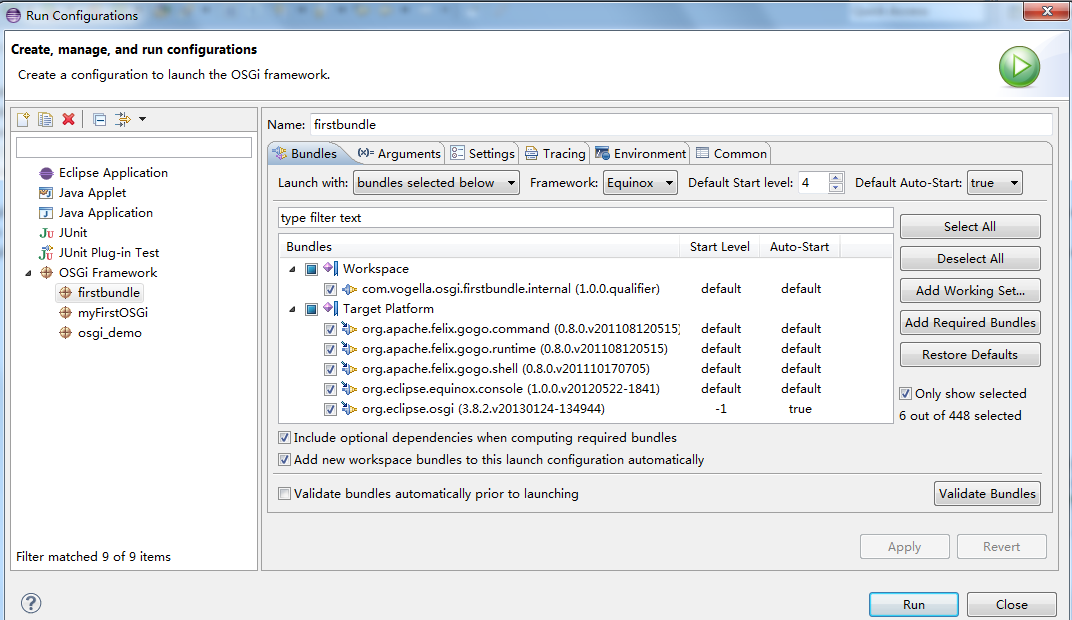 Run Configurations
Create, manage, and run configurations
Create a configuration to launch the OSGi framework.
Eclipse Application
Java Applet
Java Application
JUnit
JUnit Plug-in Test
OSGi Framework
firstbundle
myFirstOSGi
osgi_demo
Filter matched 9 of 9 items
Name: firstbundle
Bundles (x)= Arguments Settings Tracing Environment Common
Launch with: bundles selected below Framework: Equinox Default Start level: 4 Default Auto-Start: true
type filter text
Bundles Start Level Auto-Start
Workspace
com.vogella.osgi.firstbundle.internal (1.0.0.qualifier) default default
Target Platform
org.apache.felix.gogo.command (0.8.0.v201108120515) default default
org.apache.felix.gogo.runtime (0.8.0.v201108120515) default default
org.apache.felix.gogo.shell (0.8.0.v201110170705) default default
org.eclipse.equinox.console (1.0.0.v20120522-1841) default default
org.eclipse.osgi (3.8.2.v20130124-134944) -1 true
Select All
Deselect All
Add Working Set...
Add Required Bundles
Restore Defaults
Only show selected
6 out of 448 selected
Include optional dependencies when computing required bundles
Add new workspace bundles to this launch configuration automatically
Validate bundles automatically prior to launching
Validate Bundles
Apply Revert
? Run Close